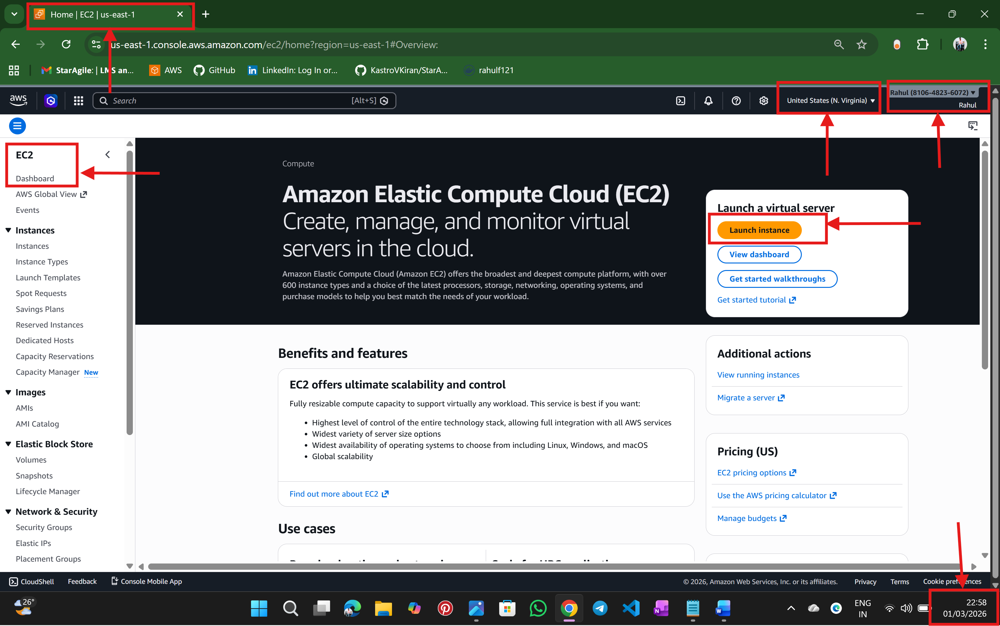 Home | EC2 | us-east-1
us-east-1.console.aws.amazon.com/ec2/home?region=us-east-1#Overview:
StarAgile: | LMS an...
AWS
GitHub
LinkedIn: Log In or...
KastroVKiran/StarA...
rahulf121
aws
Search
[Alt+S]
United States (N. Virginia)
Rahul (8106-4823-6072)
Rahul
EC2
Dashboard
AWS Global View
Events
Instances
Instances
Instance Types
Launch Templates
Spot Requests
Savings Plans
Reserved Instances
Dedicated Hosts
Capacity Reservations
Capacity Manager New
Images
AMIs
AMI Catalog
Elastic Block Store
Volumes
Snapshots
Lifecycle Manager
Network & Security
Security Groups
Elastic IPs
Placement Groups
Compute
Amazon Elastic Compute Cloud (EC2)
Create, manage, and monitor virtual
servers in the cloud.
Amazon Elastic Compute Cloud (Amazon EC2) offers the broadest and deepest compute platform, with over
600 instance types and a choice of the latest processors, storage, networking, operating systems, and
purchase models to help you best match the needs of your workload.
Launch a virtual server
Launch instance
View dashboard
Get started walkthroughs
Get started tutorial
Benefits and features
EC2 offers ultimate scalability and control
Fully resizable compute capacity to support virtually any workload. This service is best if you want:
• Highest level of control of the entire technology stack, allowing full integration with all AWS services
• Widest variety of server size options
• Widest availability of operating systems to choose from including Linux, Windows, and macOS
• Global scalability
Find out more about EC2
Use cases
Additional actions
View running instances
Migrate a server
Pricing (US)
EC2 pricing options
Use the AWS pricing calculator
Manage budgets
CloudShell
Feedback
Console Mobile App
© 2026, Amazon Web Services, Inc. or its affiliates.
Privacy
Terms
Cookie preferences
26°
ENG
IN
22:58
01/03/2026